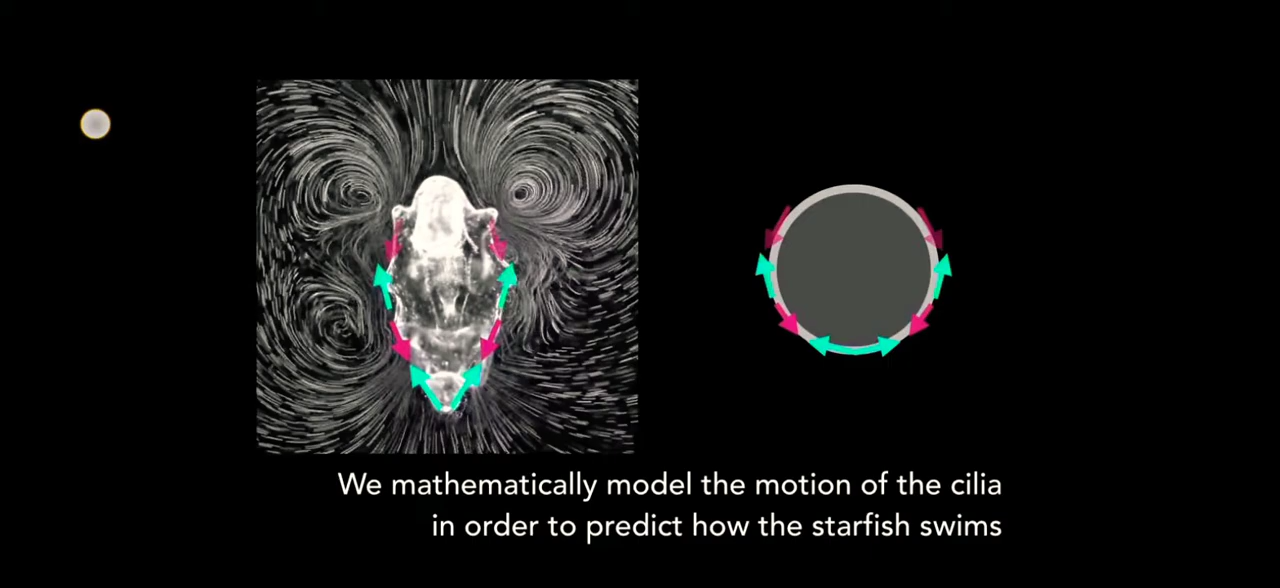 We mathematically model the motion of the cilia
in order to predict how the starfish swims